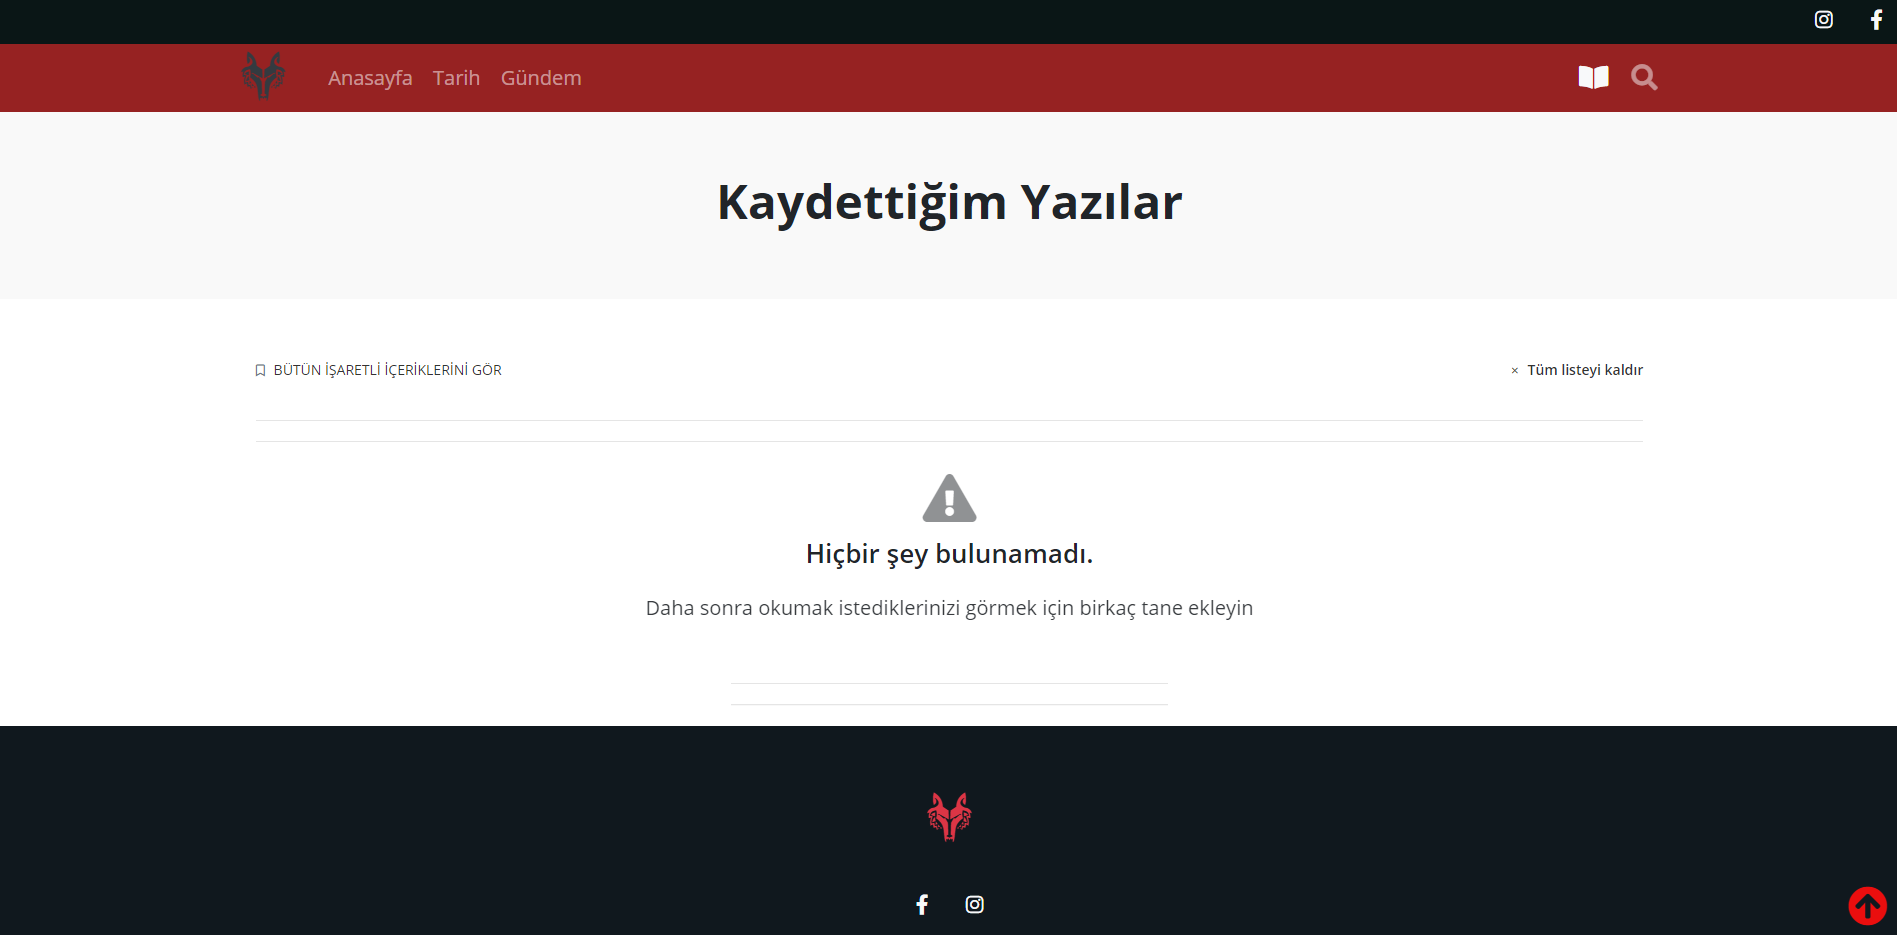 Anasayfa Tarih Gündem
Kaydettiğim Yazılar
BÜTÜN İŞARETLİ İÇERİKLERİNİ GÖR
× Tüm listeyi kaldır
Hiçbir şey bulunamadı.
Daha sonra okumak istediklerinizi görmek için birkaç tane ekleyin